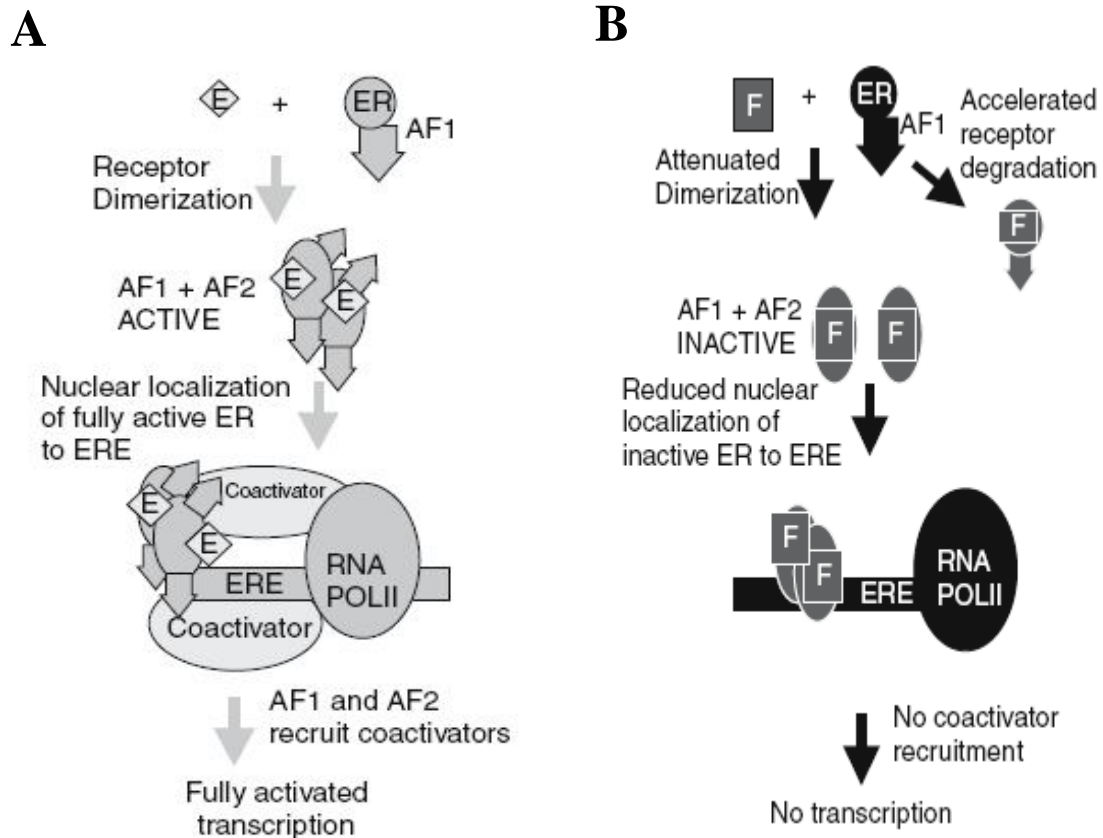 A
E + ER
AF1
Receptor
Dimerization
E
E
AF1 + AF2
ACTIVE
Nuclear localization
of fully active ER
to ERE
E
Coactivator
E
ERE
RNA
POLII
Coactivator
AF1 and AF2
recruit coactivators
Fully activated
transcription
B
F + ER
AF1
Accelerated
receptor
degradation
Attenuated
Dimerization
F
AF1 + AF2
INACTIVE
F F
Reduced nuclear
localization of
inactive ER to ERE
F
F
ERE
RNA
POLII
No coactivator
recruitment
No transcription